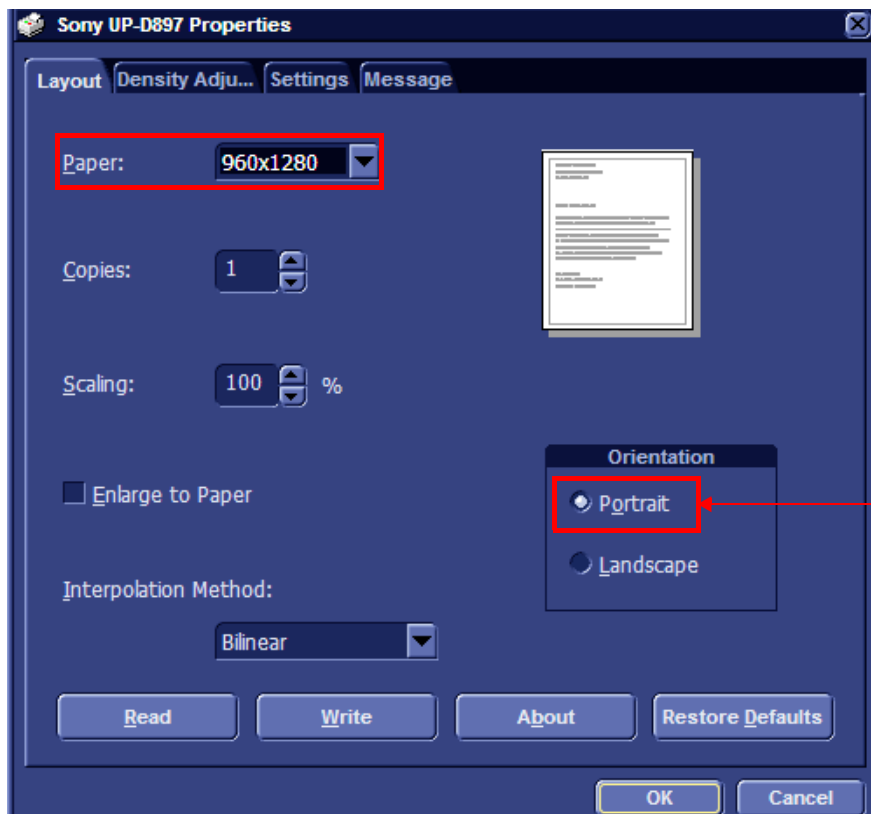 Sony UP-D897 Properties
Layout Density Adju... Settings Message
Paper: 960x1280
Copies: 1
Scaling: 100 %
Enlarge to Paper
Orientation
Portrait
Landscape
Interpolation Method:
Bilinear
Read Write About Restore Defaults
OK Cancel